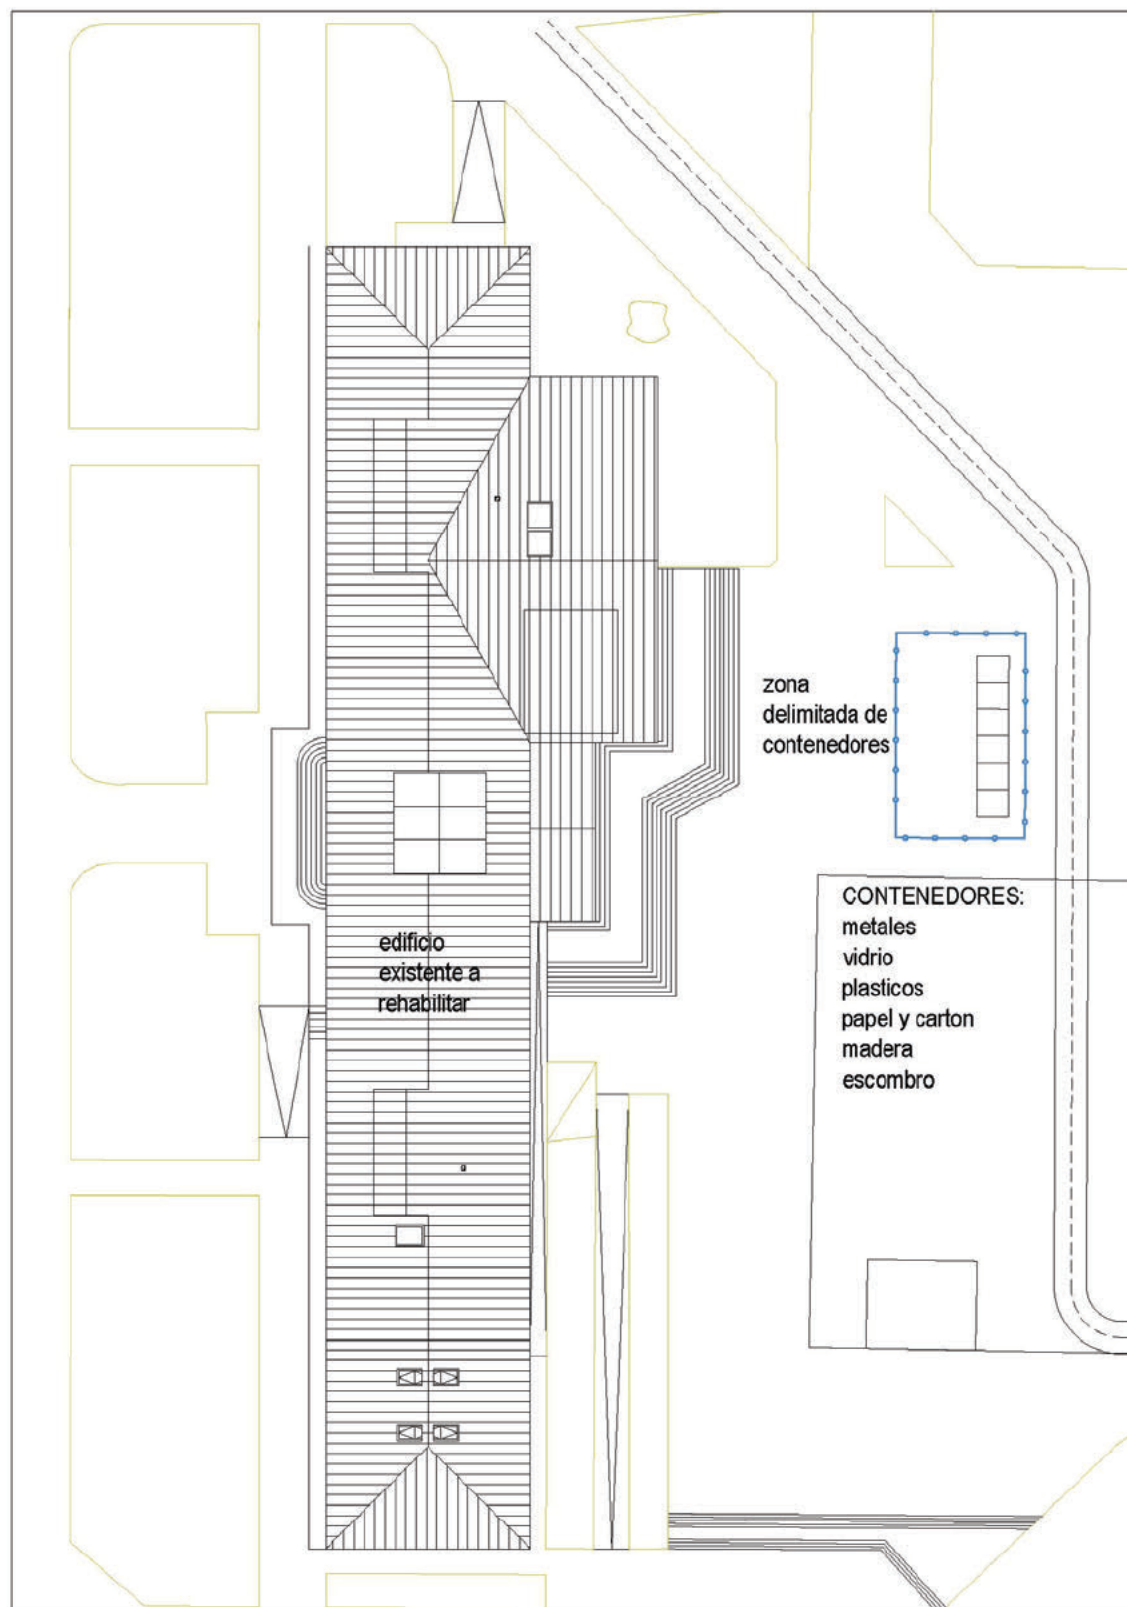 zona
delimitada de
contenedores
CONTENEDORES:
metales
vidrio
plasticos
papel y carton
madera
escombro
edificio
existente a
rehabilitar